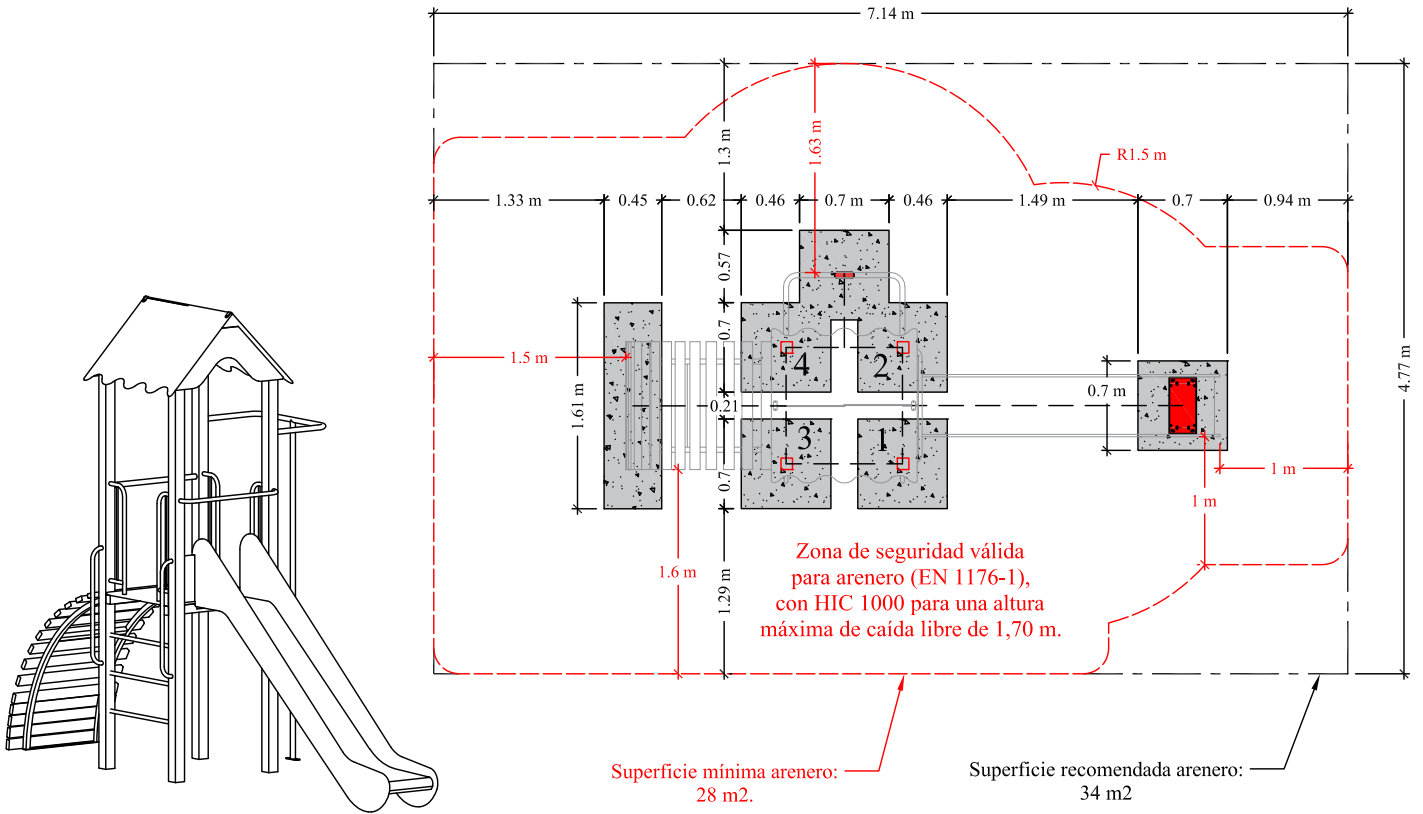 7.14 m
1.3 m
1.63 m
R1.5 m
1.33 m
0.45
0.62
0.46
0.7 m
0.46
1.49 m
0.7
0.94 m
0.57
0.7
4.77 m
1.5 m
4
2
0.7 m
1.61 m
0.21
3
1
0.7
1 m
1 m
1.6 m
1.29 m
Zona de seguridad válida
para arenero (EN 1176-1),
con HIC 1000 para una altura
máxima de caída libre de 1,70 m.
Superficie mínima arenero:
28 m2.
Superficie recomendada arenero:
34 m2